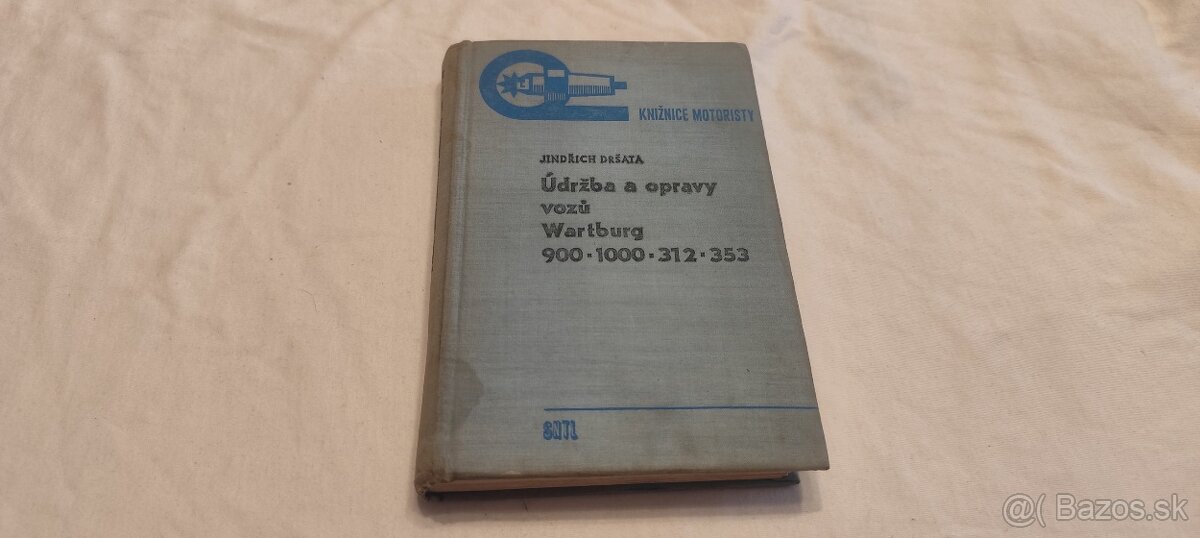 KNIŽNICE MOTORISTY
JINDŘICH DRŠATA
Údržba a opravy
vozů
Wartburg
900·1000·312·353
SNTL
@( Bazos.sk